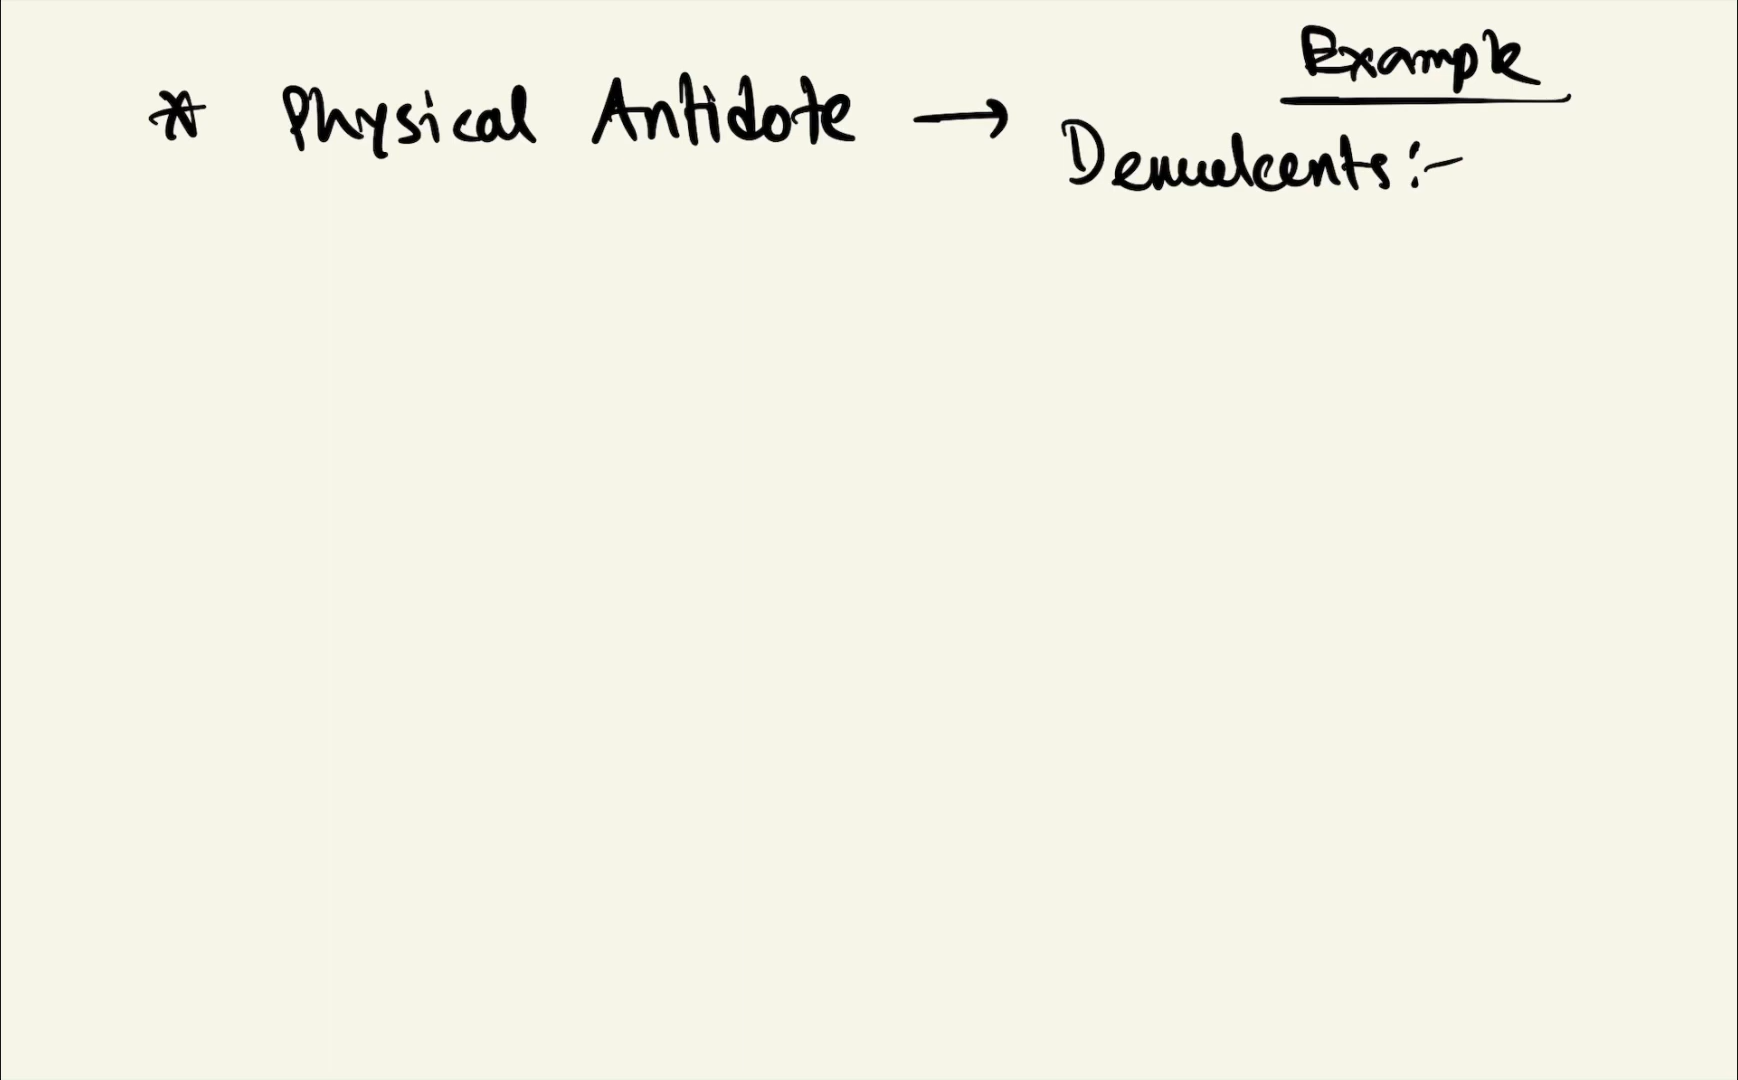 Example
* Physical Antidote →
Demulcents:-